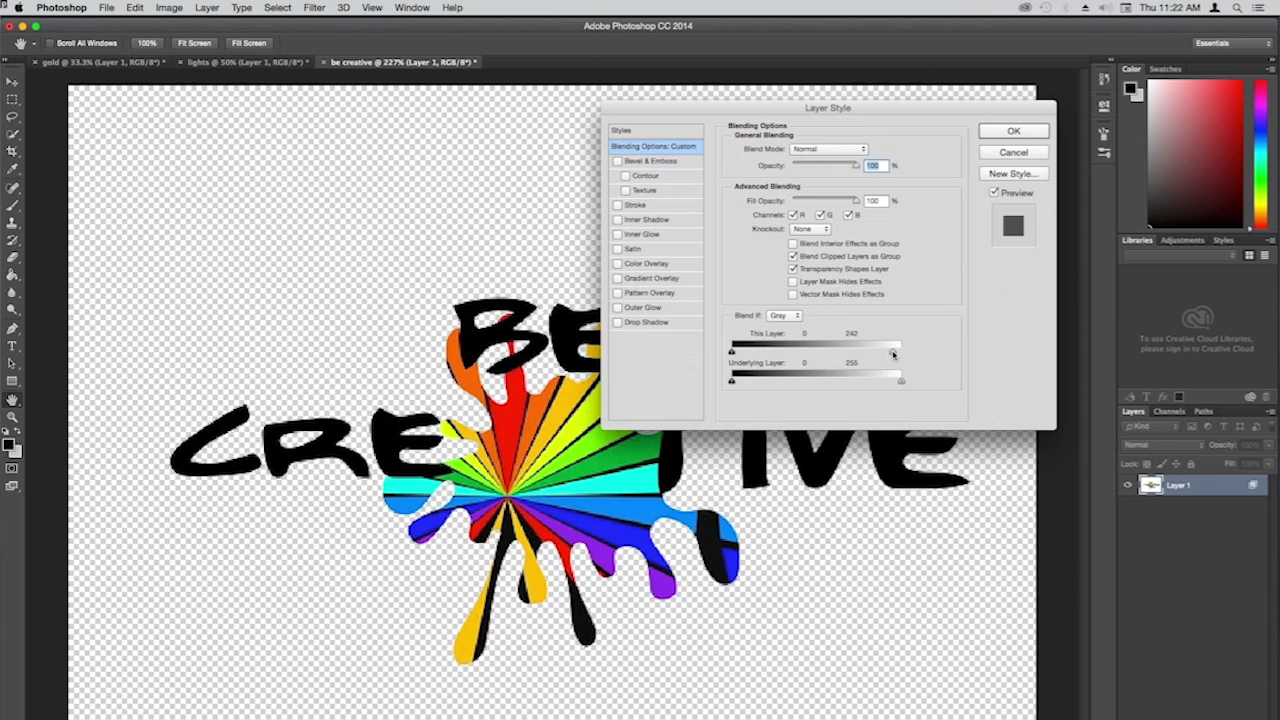 Photoshop File Edit Image Layer Type Select Filter 3D View Window Help Thu 11:22 AM
Adobe Photoshop CC 2014
Scroll All Windows 100% Fit Screen Fill Screen Essentials
gold @ 33.3% (Layer 1, RGB/8*) * lights @ 50% (Layer 1, RGB/8*) * be creative @ 227% (Layer 1, RGB/8*) *
Color Swatches
Layer Style
Styles
Blending Options: Custom
Bevel & Emboss
Contour
Texture
Stroke
Inner Shadow
Inner Glow
Satin
Color Overlay
Gradient Overlay
Pattern Overlay
Outer Glow
Drop Shadow
Blending Options
General Blending
Blend Mode: Normal
Opacity: 100 %
Advanced Blending
Fill Opacity: 100 %
Channels: R G B
Knockout: None
Blend Interior Effects as Group
Blend Clipped Layers as Group
Transparency Shapes Layer
Layer Mask Hides Effects
Vector Mask Hides Effects
Blend If: Gray
This Layer: 0 242
Underlying Layer: 0 255
OK
Cancel
New Style...
Preview
BE
CRE TIVE
Libraries Adjustments Styles
To use Creative Cloud Libraries,
please sign in
Layers Channels Paths
Kind
Normal Opacity: 100%
Lock: Fill: 100%
Layer 1